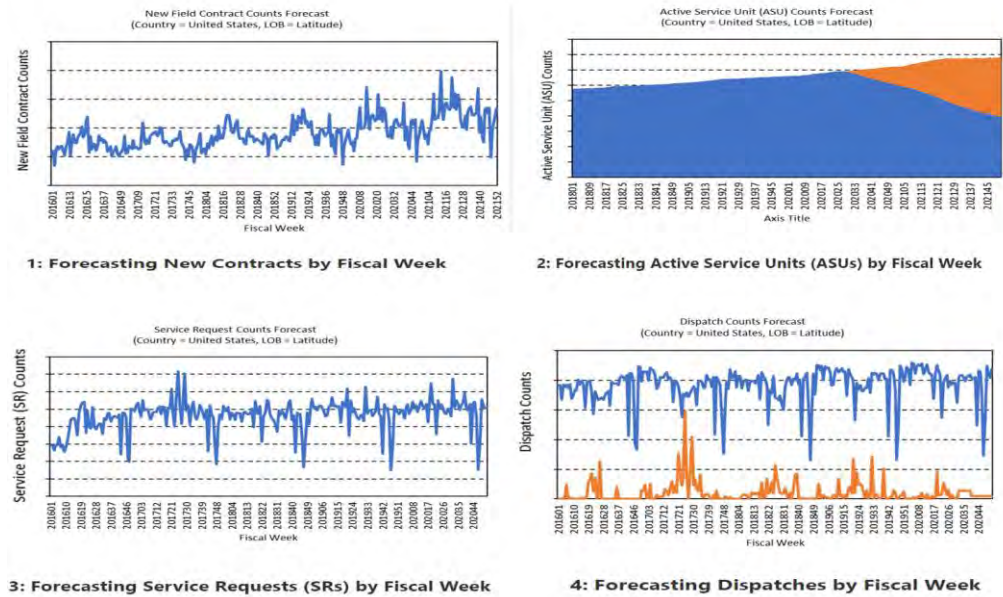 New Field Contract Counts Forecast
(Country = United States, LOB = Latitude)
New Field Contract Counts
201601 201613 201625 201637 201649 201709 201721 201733 201745 201804 201816 201828 201840 201852 201912 201924 201936 201948 202008 202020 202032 202044 202104 202116 202128 202140 202152
Fiscal Week
1: Forecasting New Contracts by Fiscal Week
Active Service Unit (ASU) Counts Forecast
(Country = United States, LOB = Latitude)
Active Service Unit (ASU) Counts
201801 201809 201817 201825 201833 201841 201849 201905 201913 201921 201929 201937 201945 202001 202009 202017 202025 202033 202041 202049 202105 202113 202121 202129 202137 202145
Axis Title
2: Forecasting Active Service Units (ASUs) by Fiscal Week
Service Request Counts Forecast
(Country = United States, LOB = Latitude)
Service Request (SR) Counts
201601 201610 201619 201628 201637 201646 201703 201712 201721 201730 201739 201748 201804 201813 201822 201831 201840 201849 201906 201915 201924 201933 201942 201951 202008 202017 202026 202035 202044
Fiscal Week
3: Forecasting Service Requests (SRs) by Fiscal Week
Dispatch Counts Forecast
(Country = United States, LOB = Latitude)
Dispatch Counts
201601 201610 201619 201628 201637 201646 201703 201712 201721 201730 201739 201748 201804 201813 201822 201831 201840 201849 201906 201915 201924 201933 201942 201951 202008 202017 202026 202035 202044
Fiscal Week
4: Forecasting Dispatches by Fiscal Week